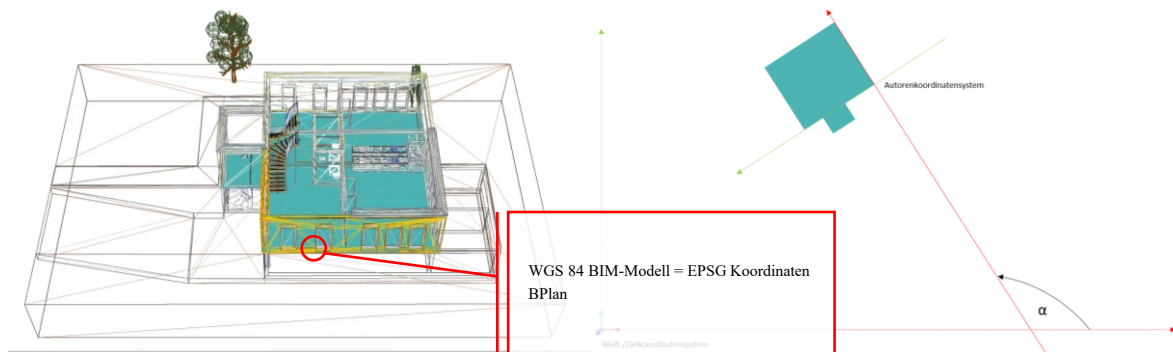 Autorenkoordinatensystem
WGS 84 BIM-Modell = EPSG Koordinaten
BPlan
α
Welt-/Zielkoordinatensystem